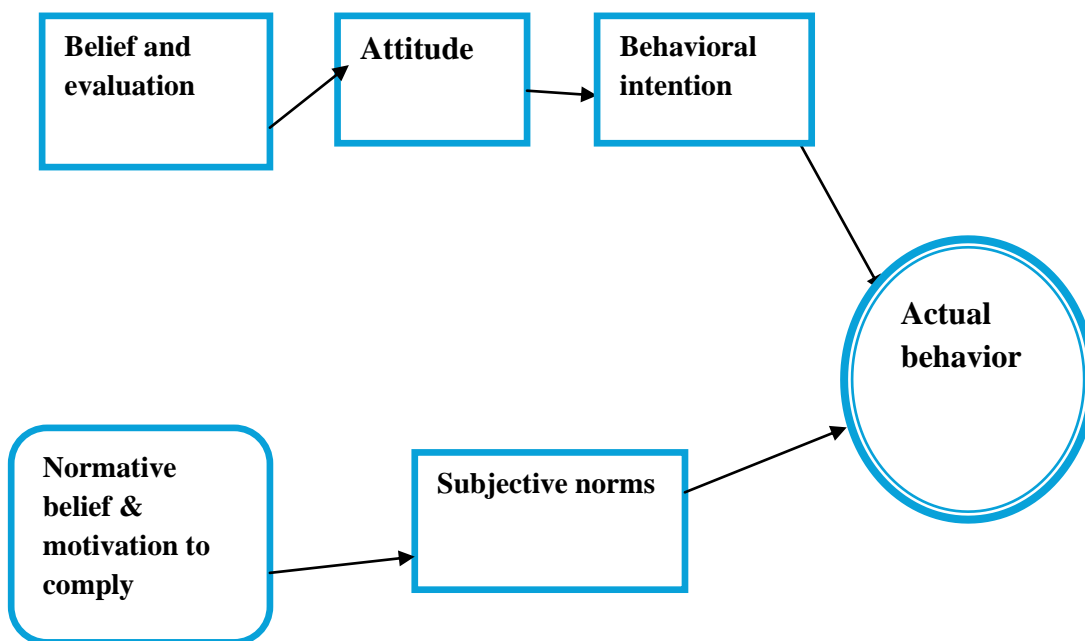 Belief and
evaluation
Attitude
Behavioral
intention
Actual
behavior
Normative
belief &
motivation to
comply
Subjective norms